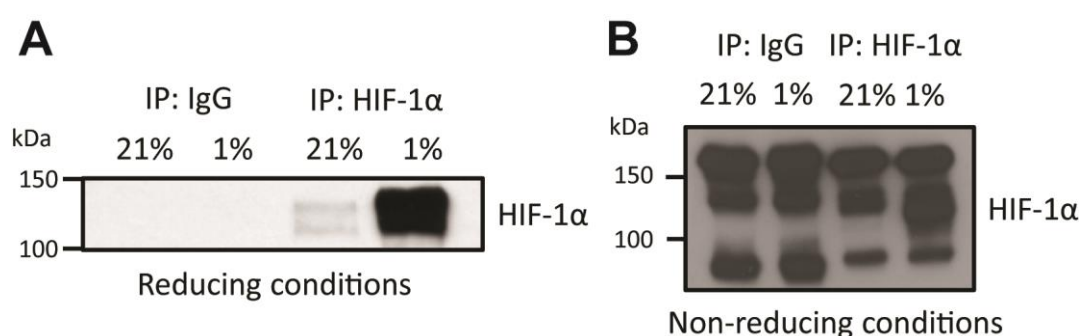 A
IP: IgG IP: HIF-1α
kDa
21% 1% 21% 1%
150
100
HIF-1α
Reducing conditions
B
IP: IgG IP: HIF-1α
21% 1% 21% 1%
kDa
150
100
HIF-1α
Non-reducing conditions